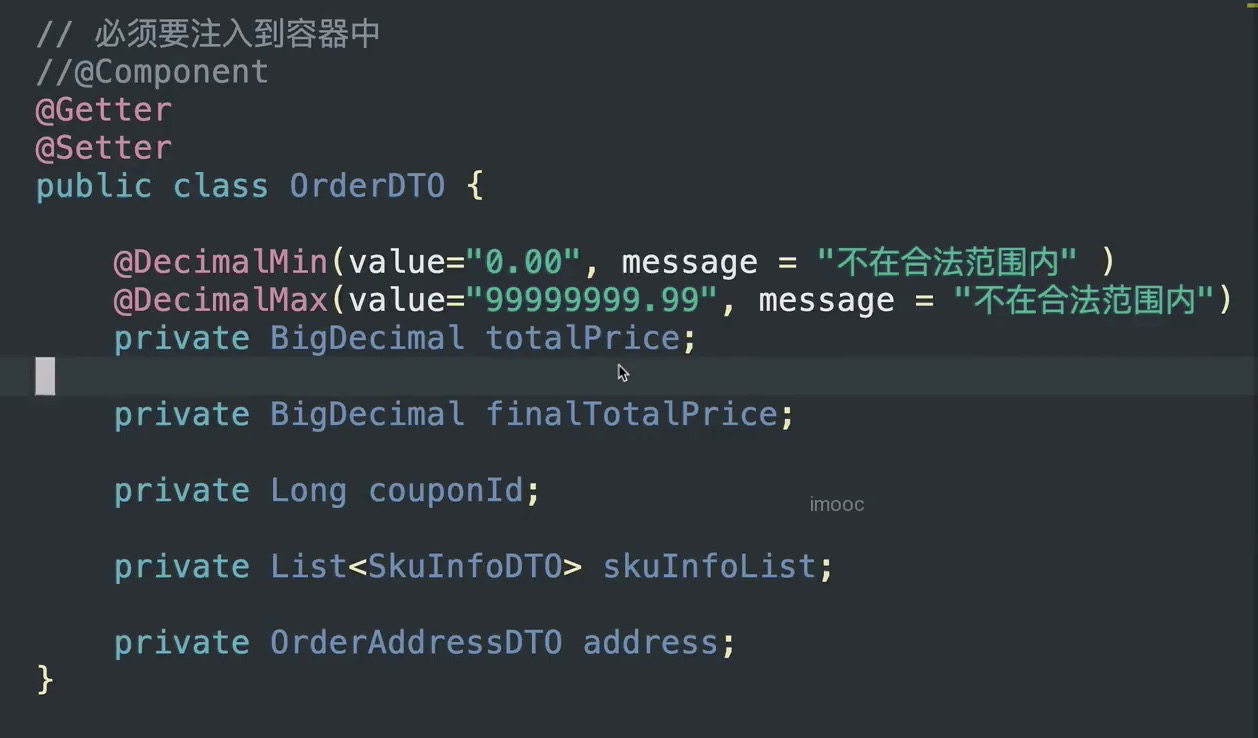 // 必须要注入到容器中
//@Component
@Getter
@Setter
public class OrderDTO {
@DecimalMin(value="0.00", message = "不在合法范围内" )
@DecimalMax(value="99999999.99", message = "不在合法范围内")
private BigDecimal totalPrice;
private BigDecimal finalTotalPrice;
private Long couponId;
imooc
private List<SkuInfoDTO> skuInfoList;
private OrderAddressDTO address;
}